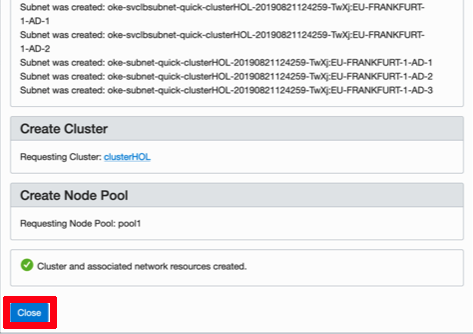 Subnet was created: oke-svclbsubnet-quick-clusterHOL-20190821124259-TwXj:EU-FRANKFURT-
1-AD-1
Subnet was created: oke-svclbsubnet-quick-clusterHOL-20190821124259-TwXj:EU-FRANKFURT-
1-AD-2
Subnet was created: oke-subnet-quick-clusterHOL-20190821124259-TwXj:EU-FRANKFURT-1-AD-1
Subnet was created: oke-subnet-quick-clusterHOL-20190821124259-TwXj:EU-FRANKFURT-1-AD-2
Subnet was created: oke-subnet-quick-clusterHOL-20190821124259-TwXj:EU-FRANKFURT-1-AD-3
Create Cluster
Requesting Cluster: clusterHOL
Create Node Pool
Requesting Node Pool: pool1
Cluster and associated network resources created.
Close